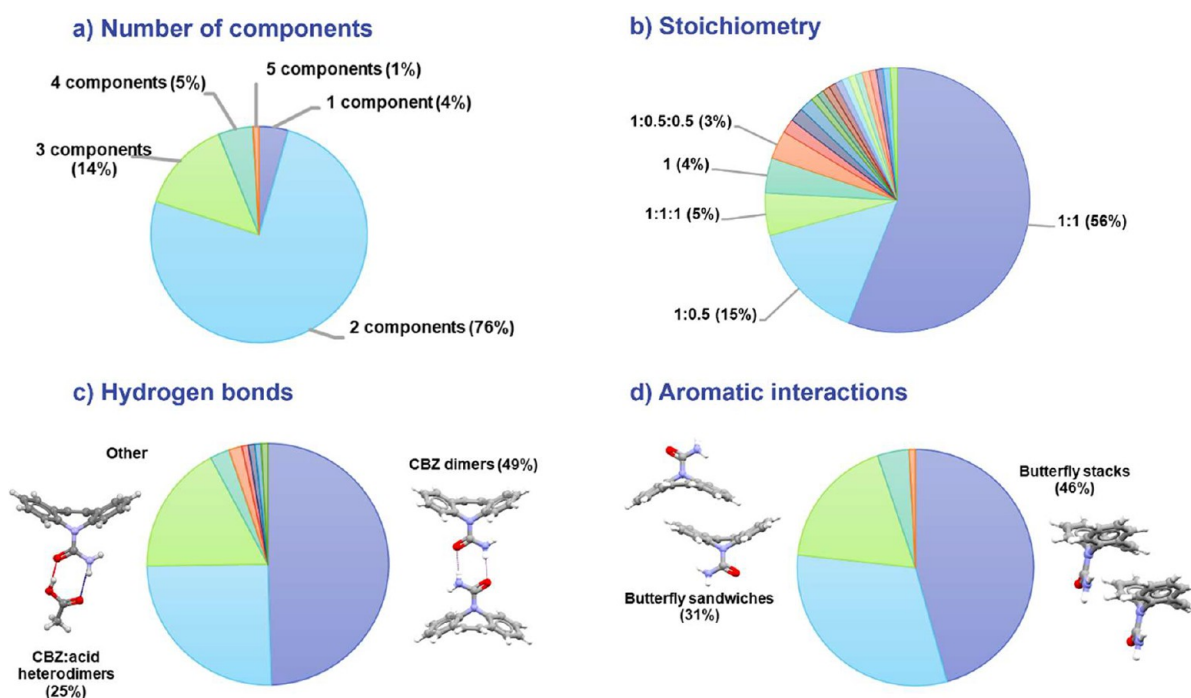 a) Number of components
5 components (1%)
4 components (5%)
1 component (4%)
3 components
(14%)
2 components (76%)
b) Stoichiometry
1:0.5:0.5 (3%)
1 (4%)
1:1:1 (5%)
1:1 (56%)
1:0.5 (15%)
c) Hydrogen bonds
Other
CBZ dimers (49%)
CBZ:acid
heterodimers
(25%)
d) Aromatic interactions
Butterfly stacks
(46%)
Butterfly sandwiches
(31%)